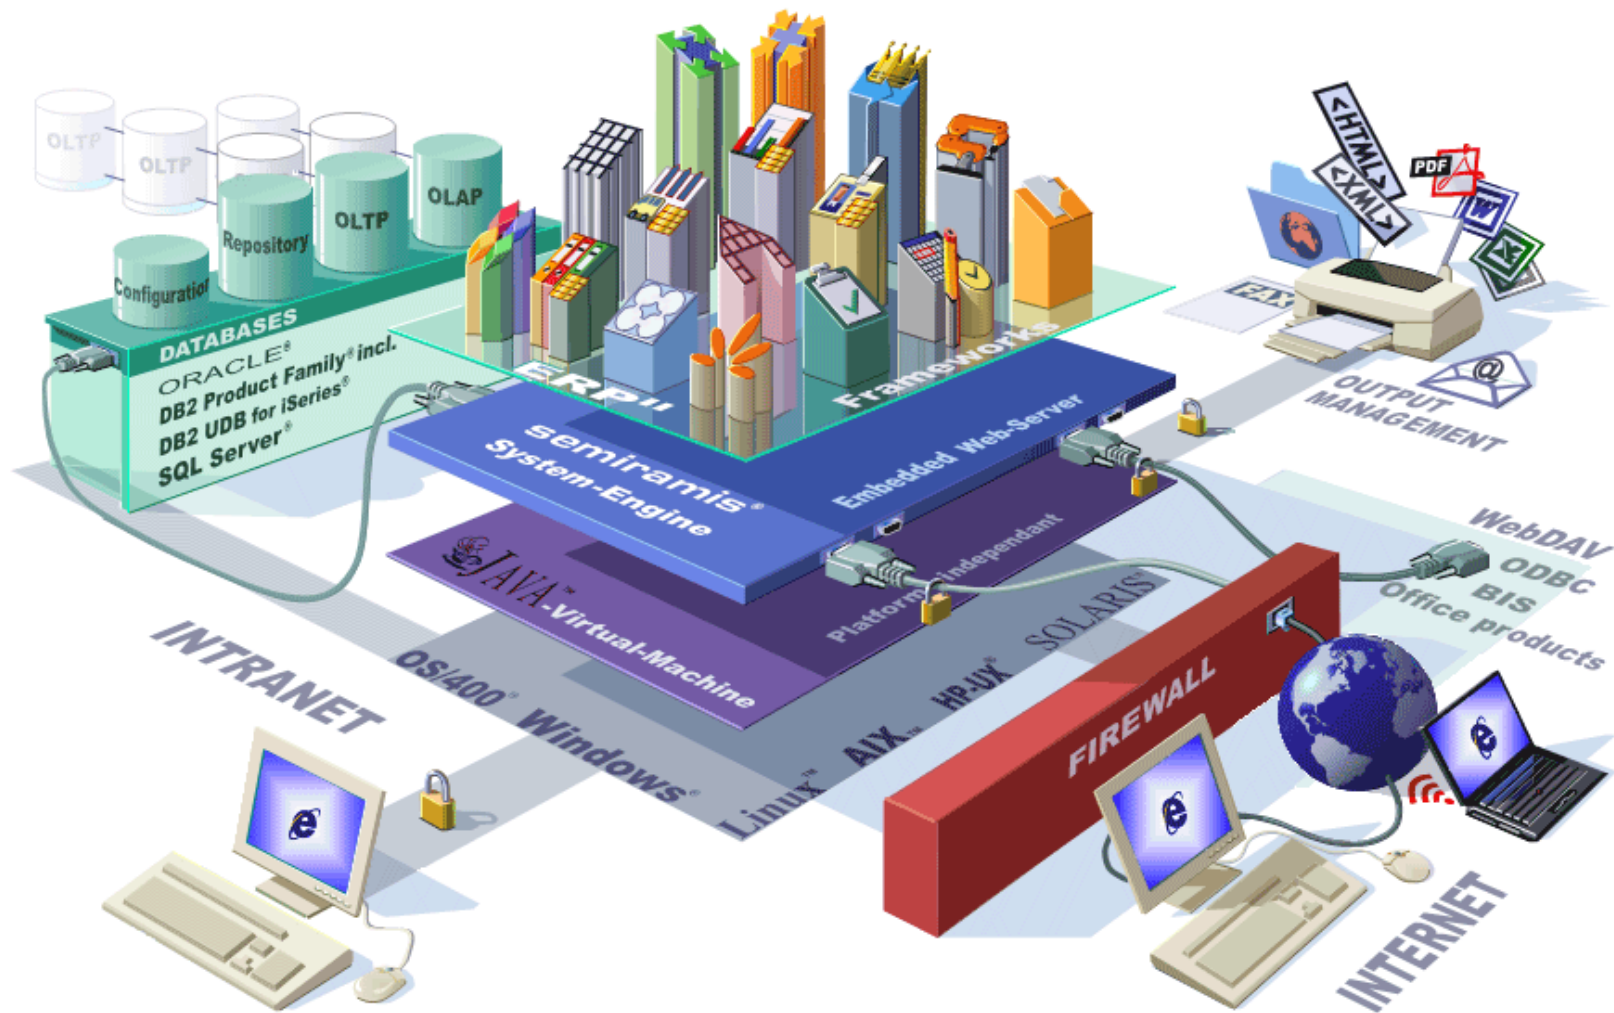 OLTP
OLTP
Configuration
Repository
OLTP
OLAP
DATABASES
ORACLE®
DB2 Product Family® incl.
DB2 UDB for iSeries®
SQL Server®
ERP"
Frameworks
semiramis®
System-Engine
Embedded Web-Server
JAVA™-Virtual-Machine
Platform independant
OS/400®
Windows®
Linux™
AIX™
HP-UX®
SOLARIS™
<HTML>
<XML>
PDF
W
X
FAX
@
OUTPUT
MANAGEMENT
WebDAV
ODBC
BIS
Office products
FIREWALL
INTRANET
INTERNET